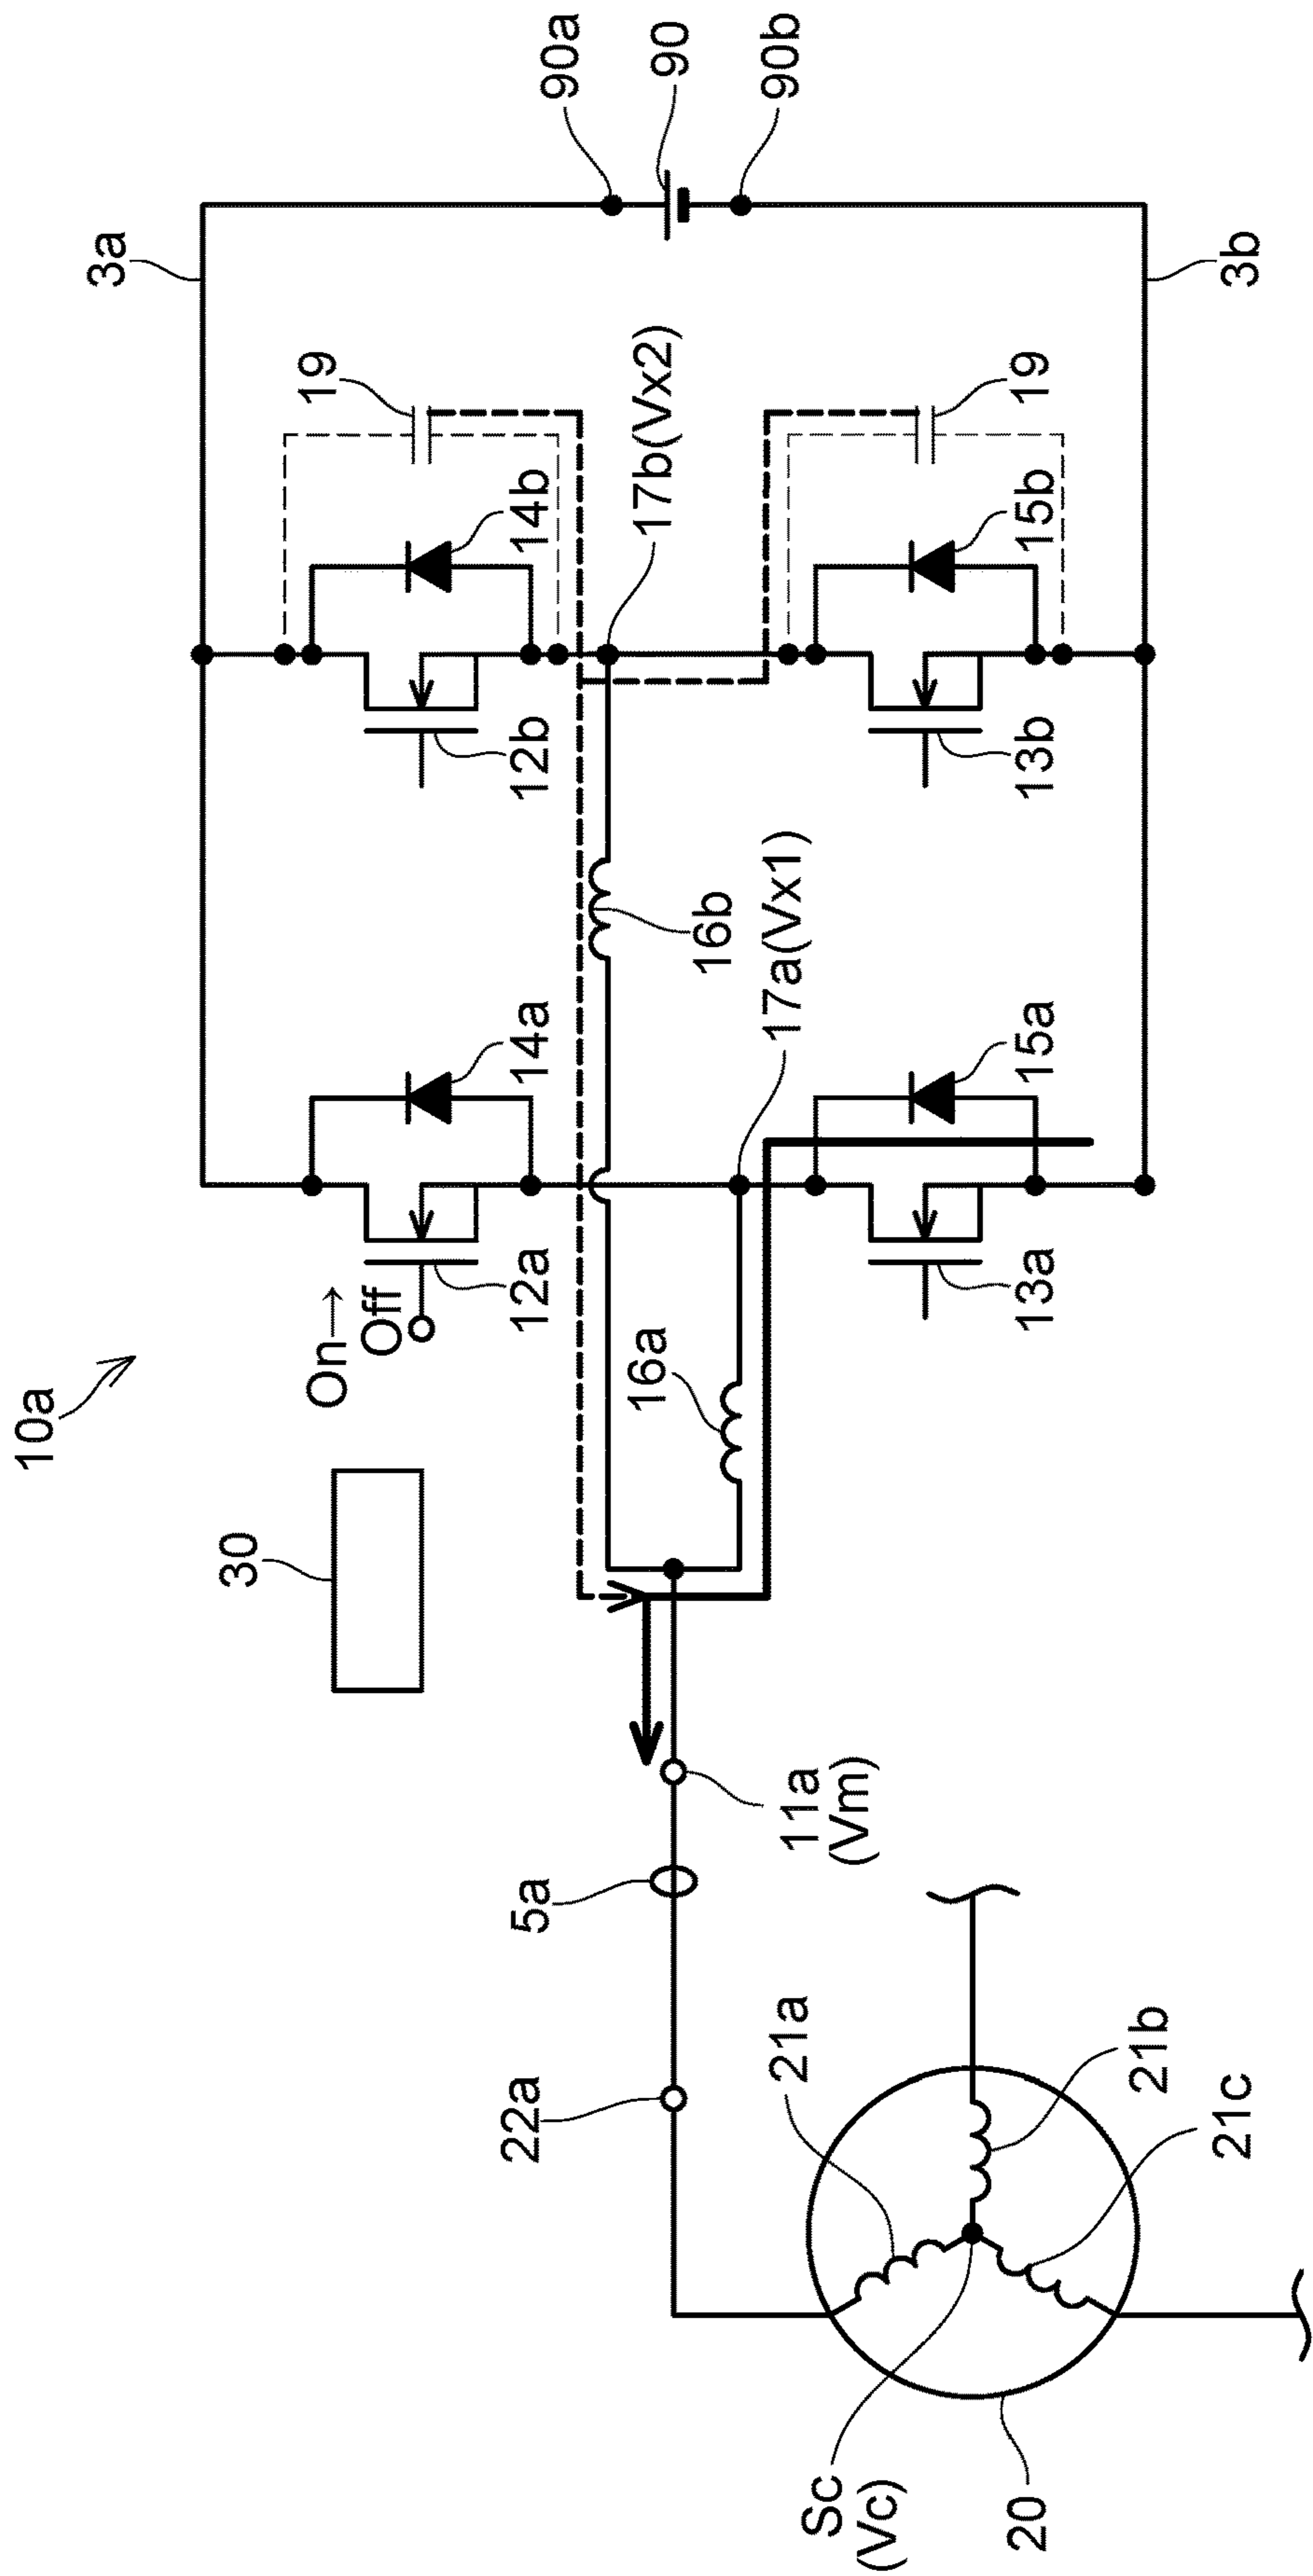 10a
30
On→
Off
3a
12a
14a
12b
14b
19
90a
90
90b
16a
16b
17b(Vx2)
17a(Vx1)
5a
22a
11a
(Vm)
13a
15a
13b
15b
19
3b
21a
21b
21c
Sc
(Vc)
20